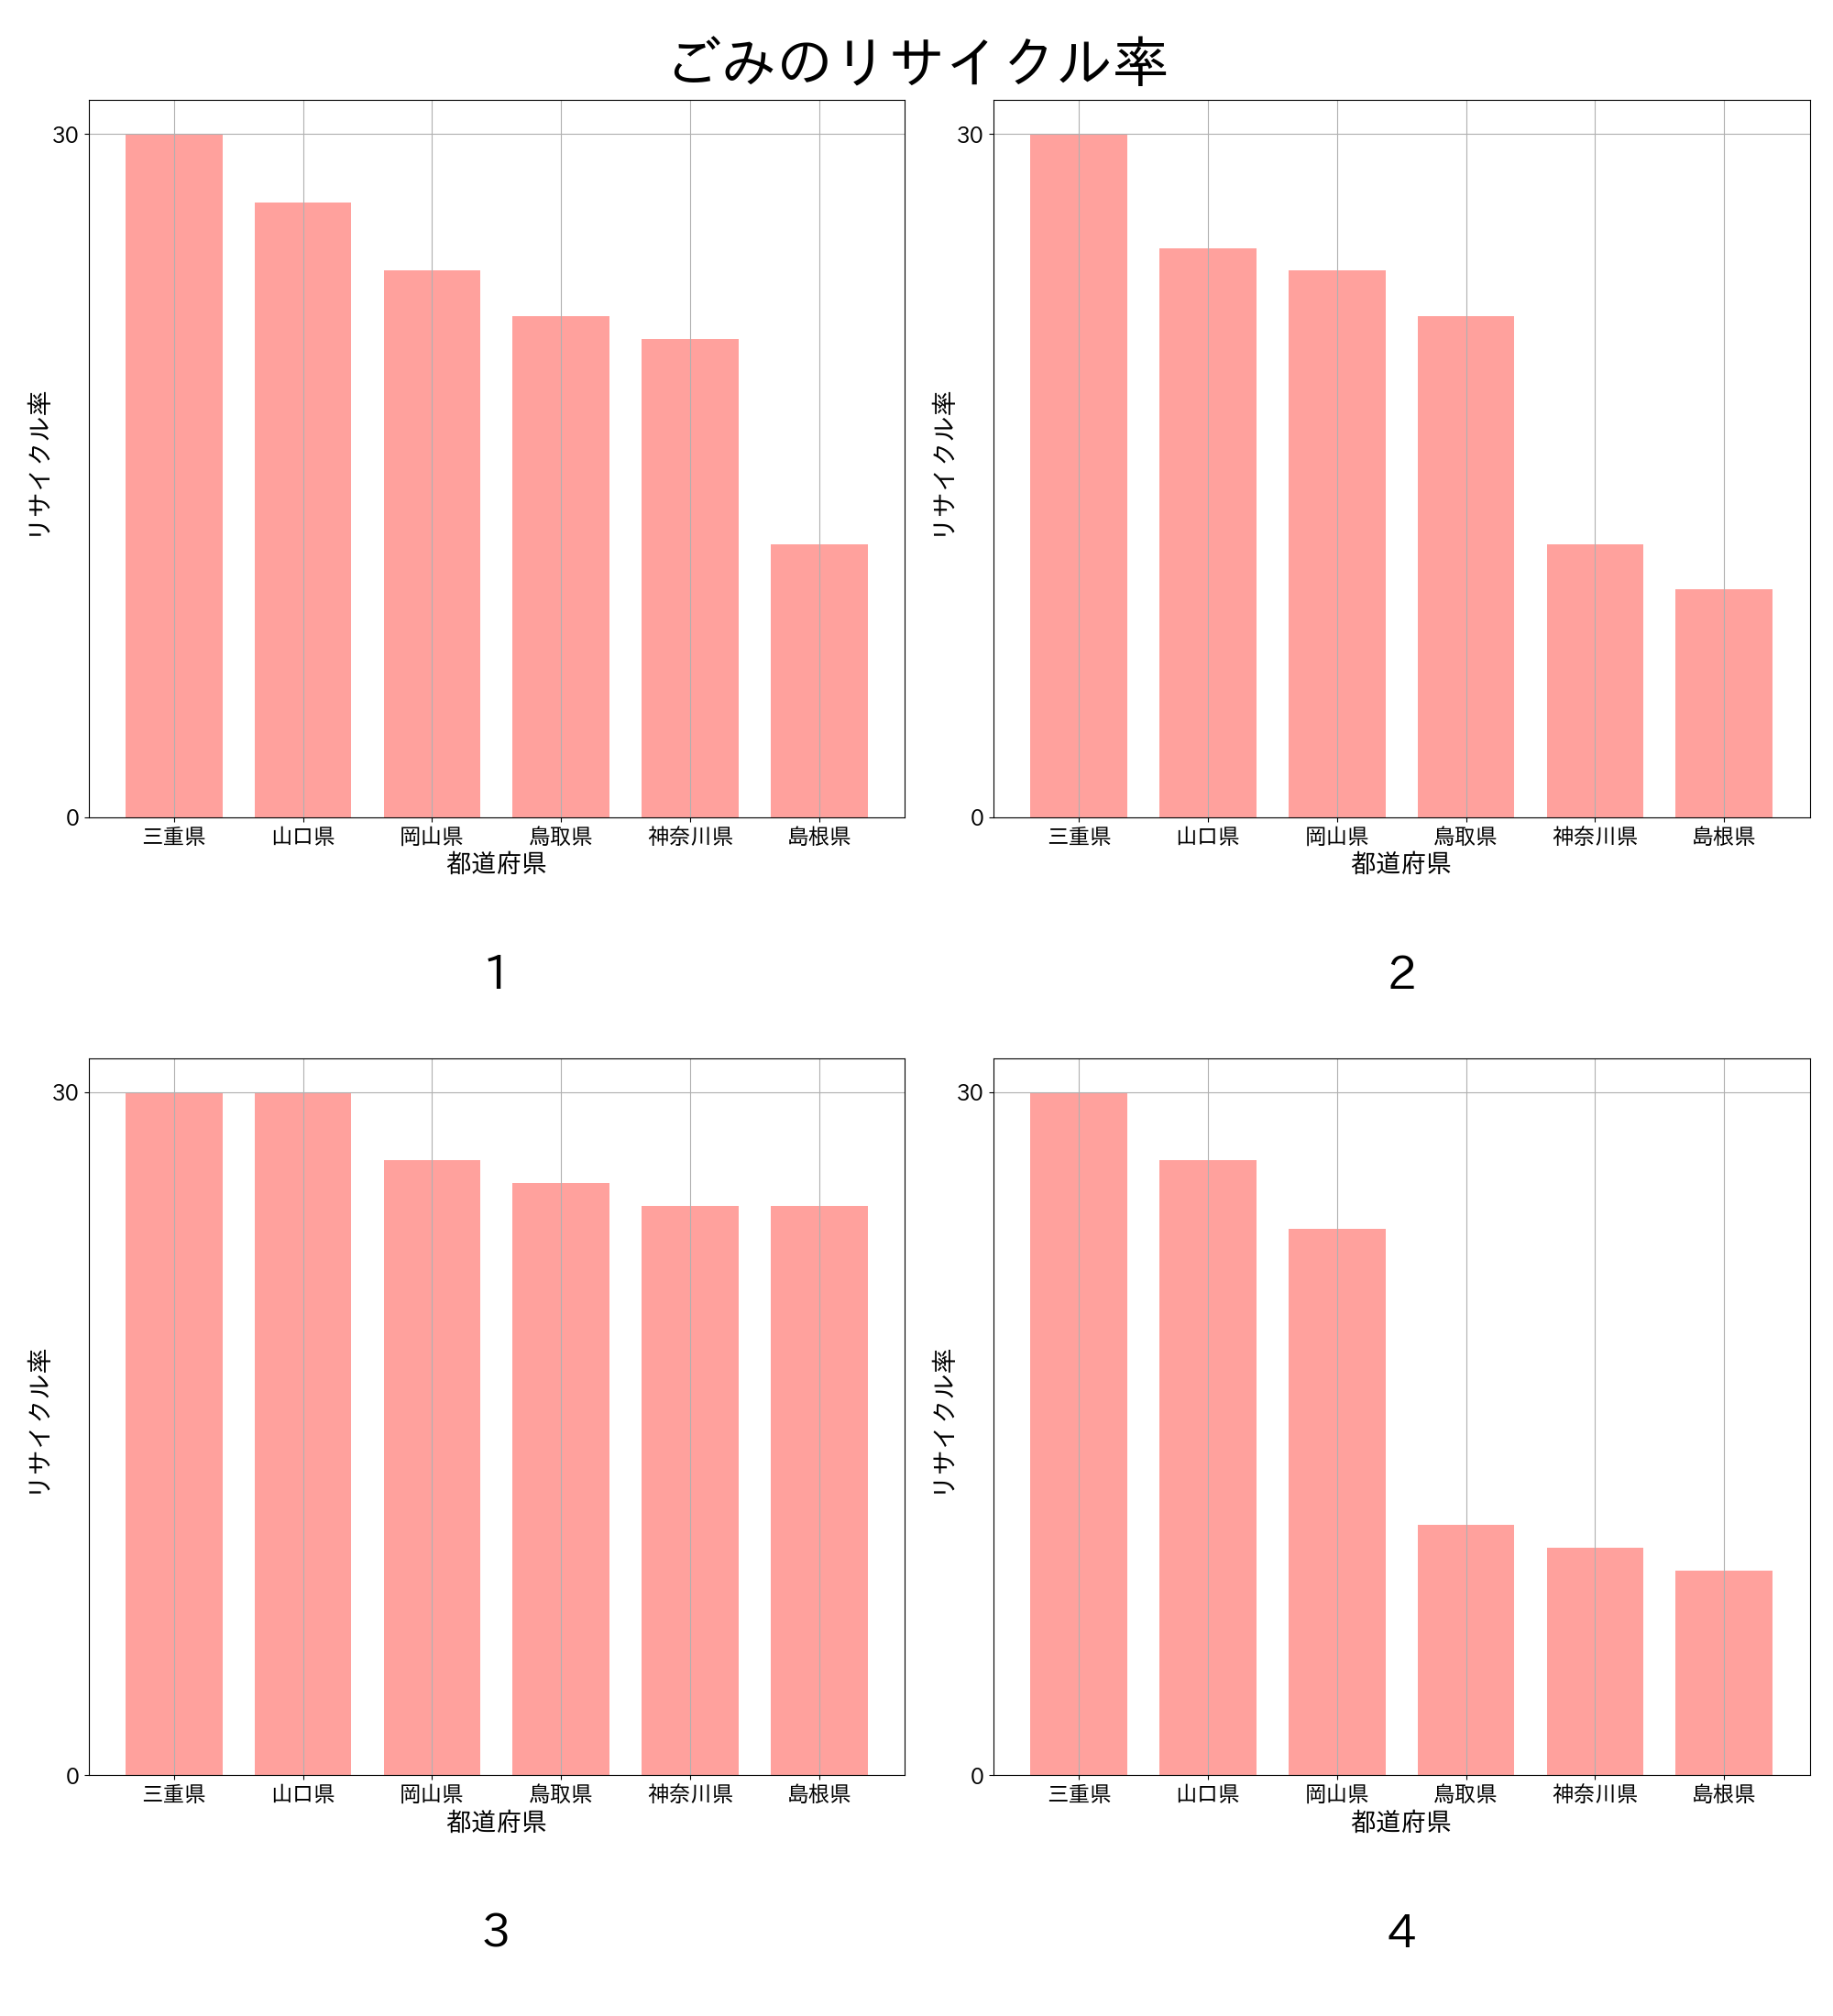 ごみのリサイクル率
30
0
リサイクル率
三重県 山口県 岡山県 鳥取県 神奈川県 島根県
都道府県
1
30
0
リサイクル率
三重県 山口県 岡山県 鳥取県 神奈川県 島根県
都道府県
2
30
0
リサイクル率
三重県 山口県 岡山県 鳥取県 神奈川県 島根県
都道府県
3
30
0
リサイクル率
三重県 山口県 岡山県 鳥取県 神奈川県 島根県
都道府県
4